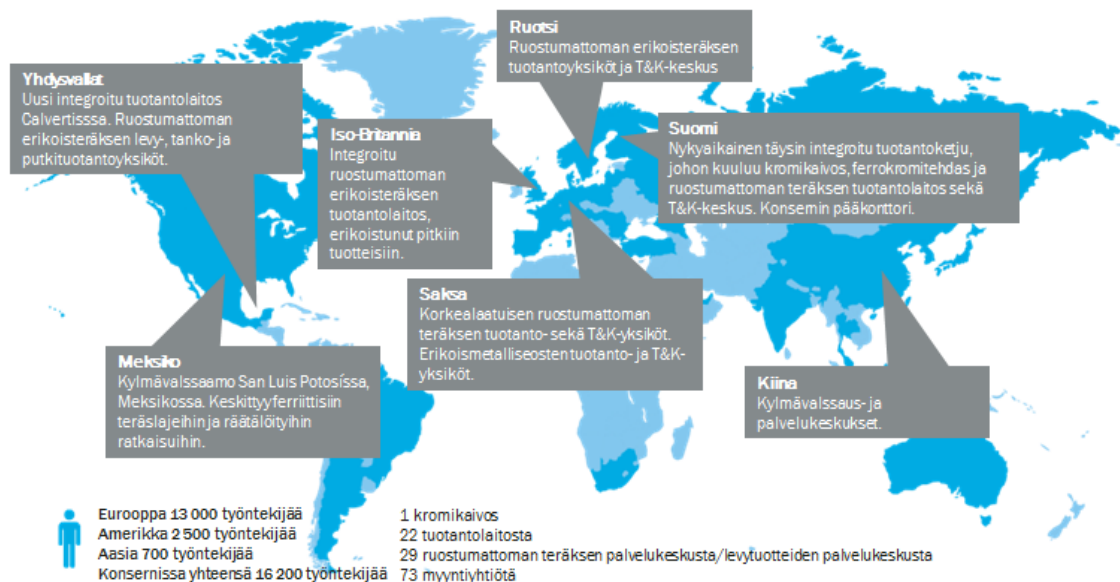 Ruotsi
Ruostumattoman erikoisteräksen
tuotantoyksiköt ja T&K-keskus
Yhdysvallat
Uusi integroitu tuotantolaitos
Calvertisssa. Ruostumattoman
erikoisteräksen levy-, tanko- ja
putkituotantoyksiköt.
Iso-Britannia
Integroitu
ruostumattoman
erikoisteräksen
tuotantolaitos,
erikoistunut pitkiin
tuotteisiin.
Suomi
Nykyaikainen täysin integroitu tuotantoketju,
johon kuuluu kromikaivos, ferrokromitehdas ja
ruostumattoman teräksen tuotantolaitos sekä
T&K-keskus. Konsernin pääkonttori.
Saksa
Korkealaatuisen ruostumattoman
teräksen tuotanto- sekä T&K-yksiköt.
Erikoismetalliseosten tuotanto- ja T&K-
yksiköt.
Meksiko
Kylmävalssaamo San Luis Potosíssa,
Meksikossa. Keskittyy ferriittisiin
teräslajeihin ja räätälöityihin
ratkaisuihin.
Kiina
Kylmävalssaus- ja
palvelukeskukset.
Eurooppa 13 000 työntekijää
Amerikka 2 500 työntekijää
Aasia 700 työntekijää
Konsernissa yhteensä 16 200 työntekijää
1 kromikaivos
22 tuotantolaitosta
29 ruostumattoman teräksen palvelukeskusta/levytuotteiden palvelukeskusta
73 myyntiyhtiötä